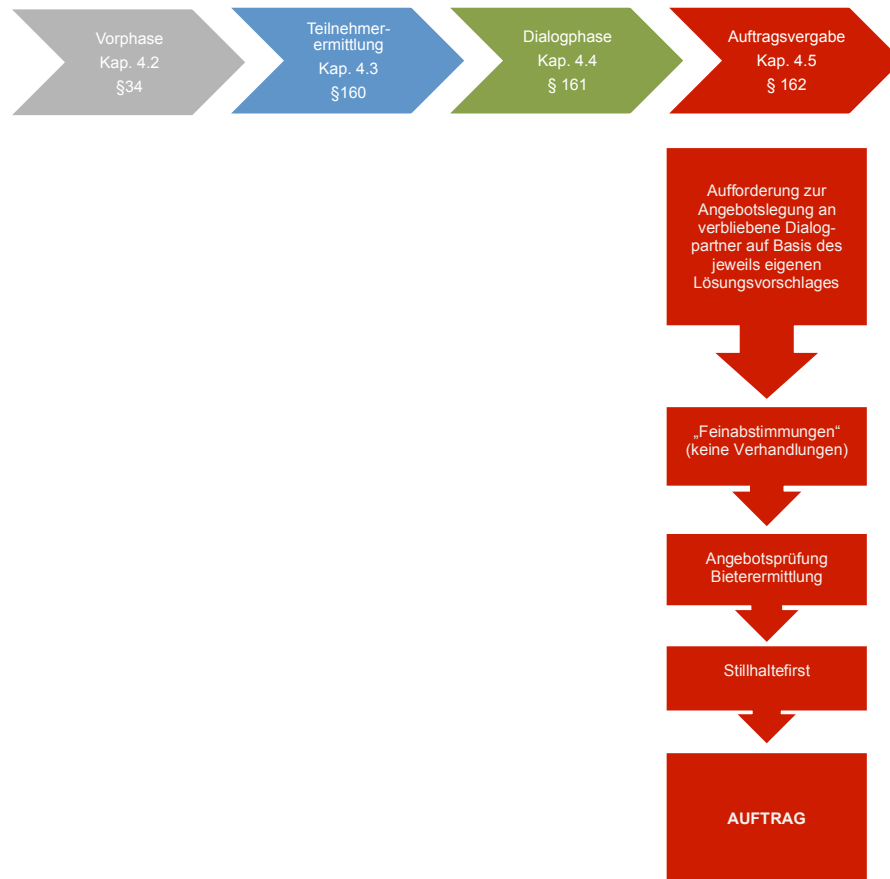 Vorphase
Kap. 4.2
§34
Teilnehmer-
ermittlung
Kap. 4.3
§160
Dialogphase
Kap. 4.4
§ 161
Auftragsvergabe
Kap. 4.5
§ 162
Aufforderung zur
Angebotslegung an
verbliebene Dialog-
partner auf Basis des
jeweils eigenen
Lösungsvorschlages
„Feinabstimmungen“
(keine Verhandlungen)
Angebotsprüfung
Bieterermittlung
Stillhaltefirst
AUFTRAG